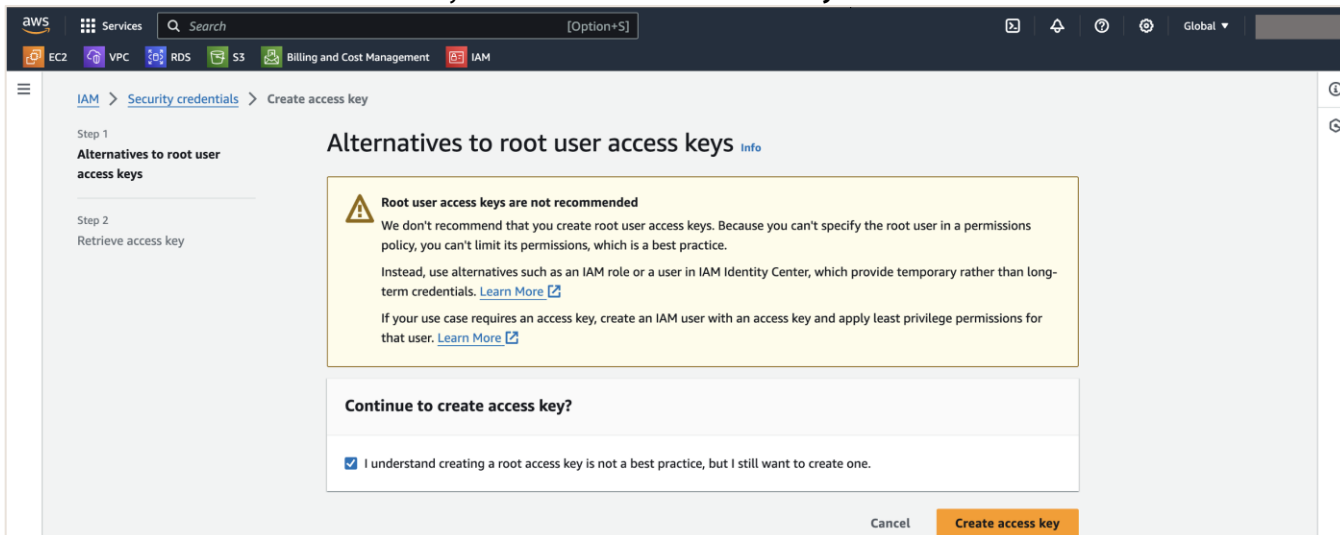 aws
Services
Search
[Option+S]
Global ▼
EC2 VPC RDS S3 Billing and Cost Management IAM
IAM > Security credentials > Create access key
Step 1
Alternatives to root user
access keys
Step 2
Retrieve access key
Alternatives to root user access keys Info
Root user access keys are not recommended
We don't recommend that you create root user access keys. Because you can't specify the root user in a permissions
policy, you can't limit its permissions, which is a best practice.
Instead, use alternatives such as an IAM role or a user in IAM Identity Center, which provide temporary rather than long-
term credentials. Learn More
If your use case requires an access key, create an IAM user with an access key and apply least privilege permissions for
that user. Learn More
Continue to create access key?
I understand creating a root access key is not a best practice, but I still want to create one.
Cancel
Create access key